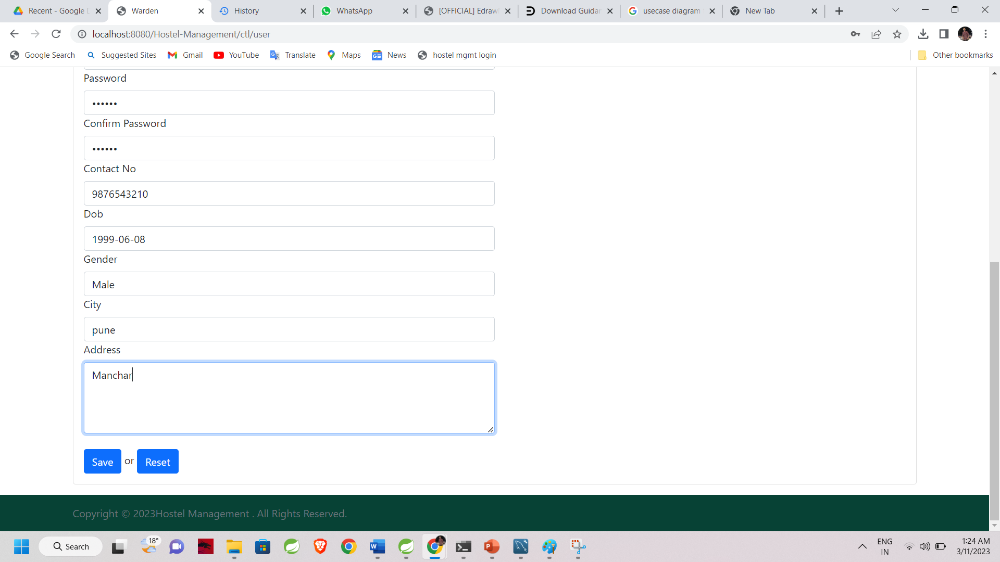 Recent - Google D
Warden
History
WhatsApp
[OFFICIAL] Edraw
Download Guidan
usecase diagram
New Tab
localhost:8080/Hostel-Management/ctl/user
Google Search
Suggested Sites
Gmail
YouTube
Translate
Maps
News
hostel mgmt login
Other bookmarks
Password
••••••
Confirm Password
••••••
Contact No
9876543210
Dob
1999-06-08
Gender
Male
City
pune
Address
Manchar
Save or Reset
Copyright © 2023Hostel Management . All Rights Reserved.
Search
18°
ENG
IN
1:24 AM
3/11/2023